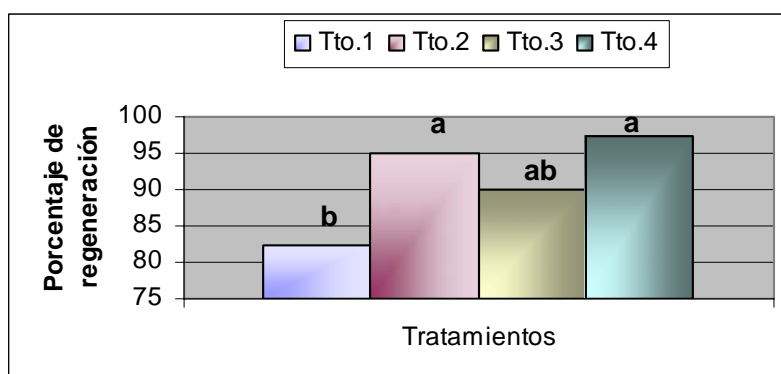 Tto.1 Tto.2 Tto.3 Tto.4
Porcentaje de
regeneración
100
95
90
85
80
75
b
a
ab
a
Tratamientos